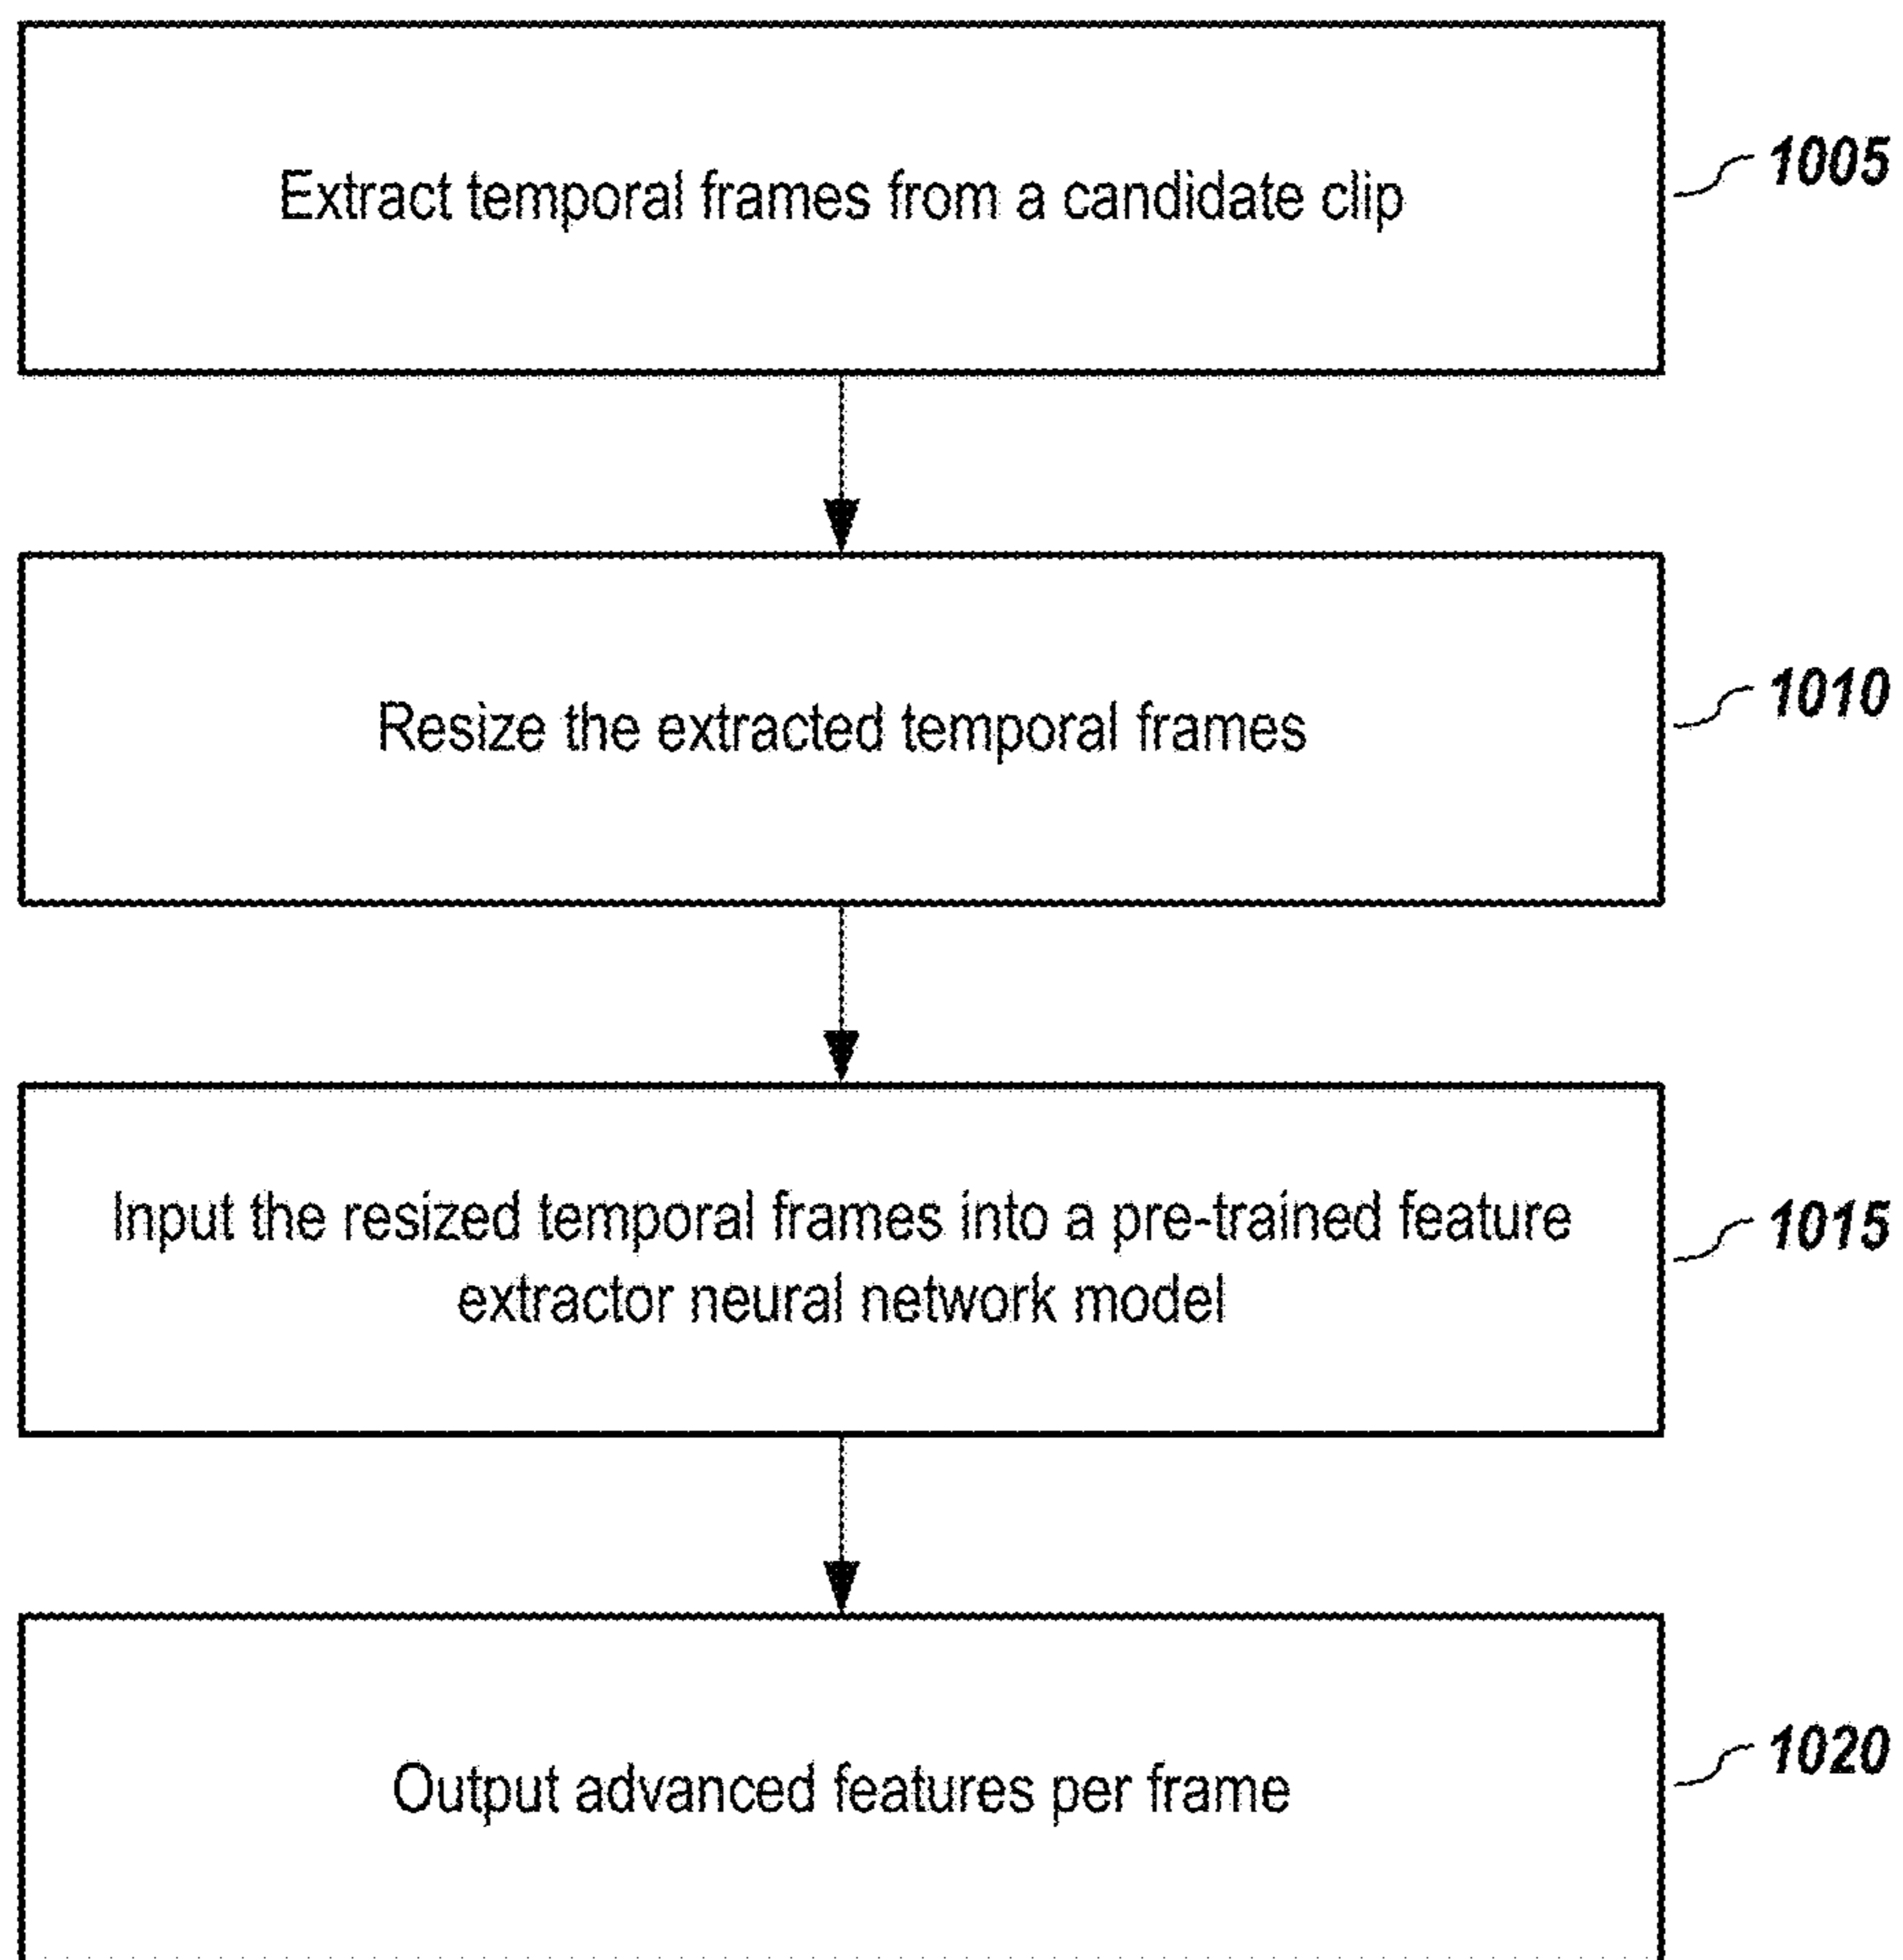 Extract temporal frames from a candidate clip
1005
Resize the extracted temporal frames
1010
Input the resized temporal frames into a pre-trained feature
extractor neural network model
1015
Output advanced features per frame
1020